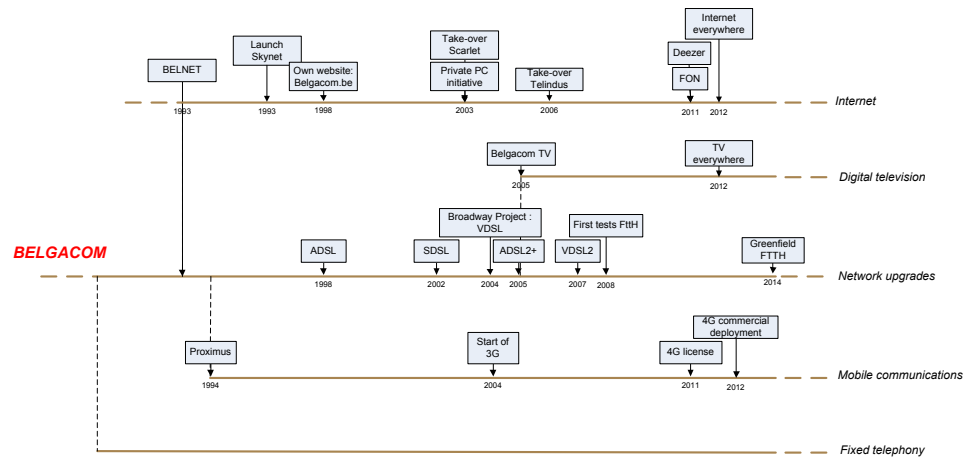 Internet
everywhere
Launch
Skynet
Take-over
Scarlet
Deezer
BELNET
Own website:
Belgacom.be
Private PC
initiative
Take-over
Telindus
FON
1993
1993
1998
2003
2006
2011
2012
Internet
Belgacom TV
TV
everywhere
2005
2012
Digital television
Broadway Project :
VDSL
First tests FttH
BELGACOM
ADSL
SDSL
ADSL2+
VDSL2
Greenfield
FTTH
1998
2002
2004
2005
2007
2008
2014
Network upgrades
4G commercial
deployment
Proximus
Start of
3G
4G license
1994
2004
2011
2012
Mobile communications
Fixed telephony